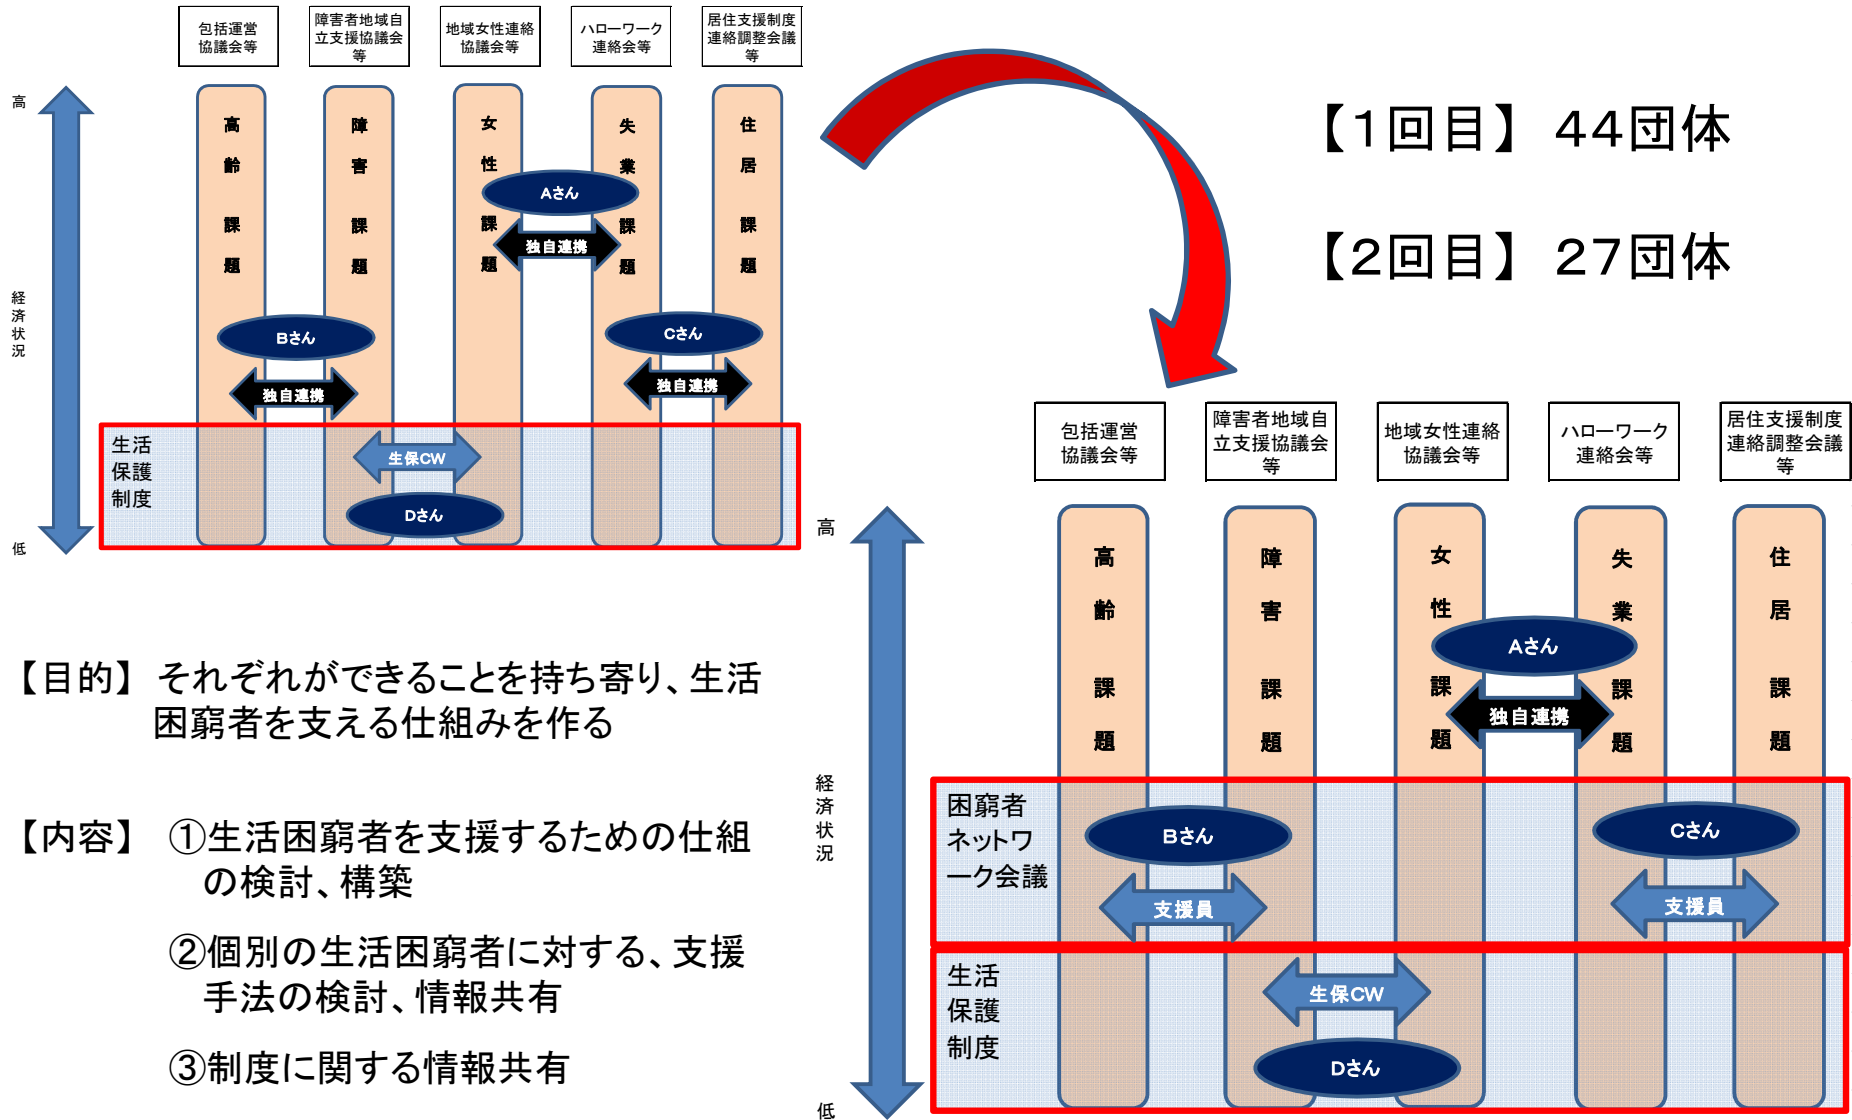 包括運営
協議会等
障害者地域自
立支援協議会
等
地域女性連絡
協議会等
ハローワーク
連絡会等
居住支援制度
連絡調整会議
等
高
経済状況
低
高齢 課題
障害 課題
女性 課題
失業 課題
住居 課題
Aさん
独自連携
Bさん
独自連携
Cさん
独自連携
生活
保護
制度
生保CW
Dさん
【1回目】 44団体
【2回目】 27団体
【目的】 それぞれができることを持ち寄り、生活
困窮者を支える仕組みを作る
【内容】 ①生活困窮者を支援するための仕組
の検討、構築
②個別の生活困窮者に対する、支援
手法の検討、情報共有
③制度に関する情報共有
包括運営
協議会等
障害者地域自
立支援協議会
等
地域女性連絡
協議会等
ハローワーク
連絡会等
居住支援制度
連絡調整会議
等
高
経済状況
低
高齢 課題
障害 課題
女性 課題
失業 課題
住居 課題
Aさん
独自連携
困窮者
ネットワ
ーク会議
Bさん
支援員
Cさん
支援員
生活
保護
制度
生保CW
Dさん